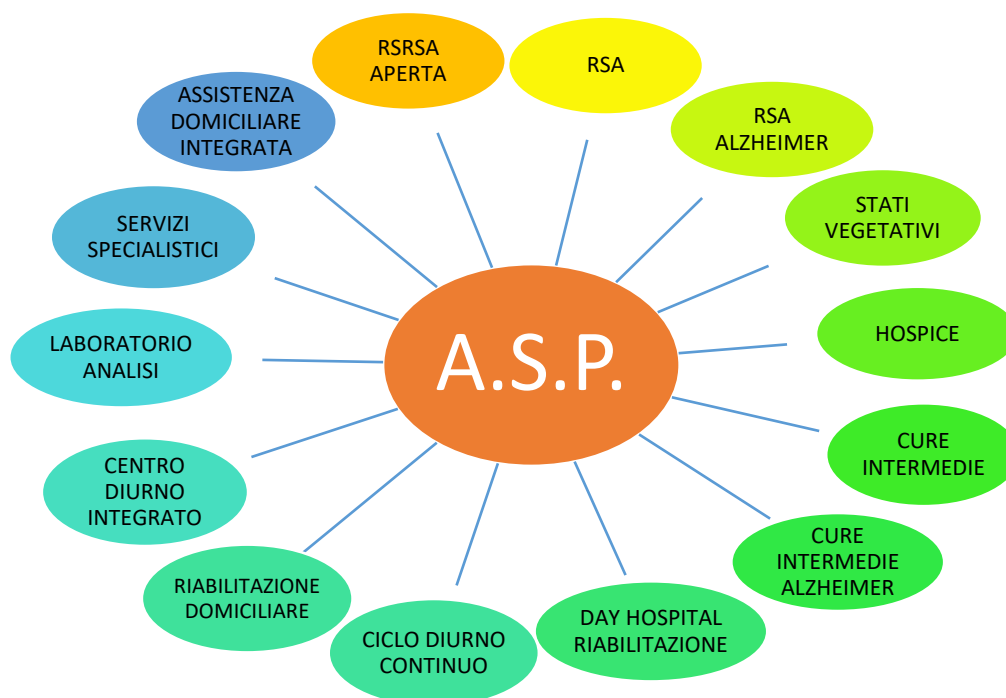 RSRSA
APERTA
RSA
RSA
ALZHEIMER
STATI
VEGETATIVI
HOSPICE
CURE
INTERMEDIE
CURE
INTERMEDIE
ALZHEIMER
DAY HOSPITAL
RIABILITAZIONE
CICLO DIURNO
CONTINUO
RIABILITAZIONE
DOMICILIARE
CENTRO
DIURNO
INTEGRATO
LABORATORIO
ANALISI
SERVIZI
SPECIALISTICI
ASSISTENZA
DOMICILIARE
INTEGRATA
A.S.P.